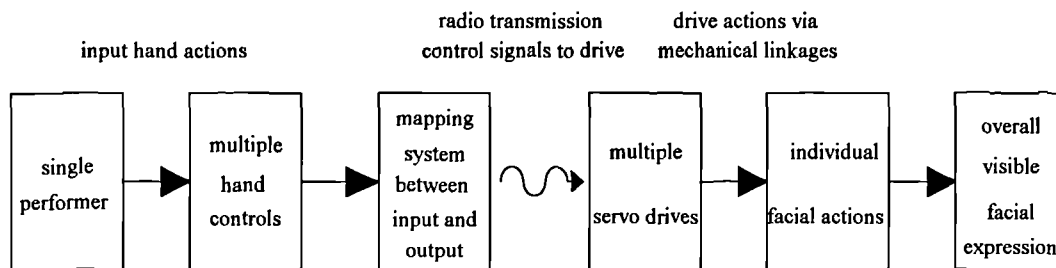 input hand actions
radio transmission
control signals to drive
drive actions via
mechanical linkages
single
performer
multiple
hand
controls
mapping
system
between
input and
output
multiple
servo drives
individual
facial actions
overall
visible
facial
expression